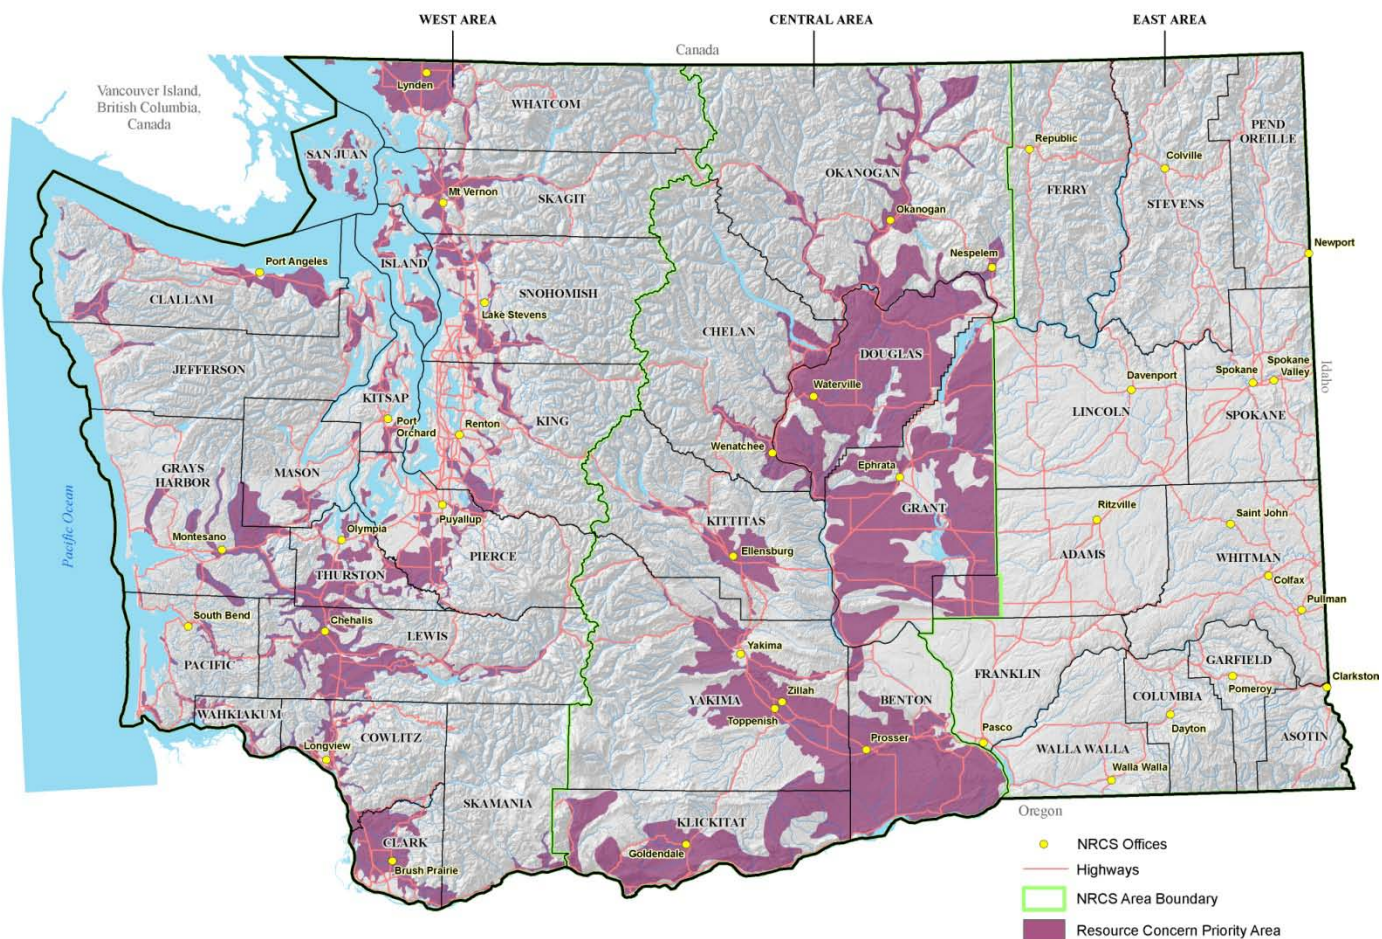 WEST AREA
CENTRAL AREA
EAST AREA
Canada
Vancouver Island,
British Columbia,
Canada
Lynden
WHATCOM
SAN JUAN
Mt Vernon
SKAGIT
OKANOGAN
Okanogan
Republic
FERRY
Colville
STEVENS
PEND
OREILLE
Newport
Port Angeles
CLALLAM
ISLAND
SNOHOMISH
Lake Stevens
Nespelem
CHELAN
DOUGLAS
JEFFERSON
KITSAP
Port
Orchard
Renton
KING
Waterville
Wenatchee
Davenport
LINCOLN
Spokane
Spokane
Valley
SPOKANE
Idaho
GRAYS
HARBOR
MASON
Ephrata
GRANT
Pacific Ocean
Montesano
Olympia
Puyallup
PIERCE
THURSTON
KITTITAS
Ellensburg
Ritzville
ADAMS
Saint John
WHITMAN
Colfax
Pullman
South Bend
PACIFIC
Chehalis
LEWIS
Yakima
YAKIMA
Zillah
Toppenish
BENTON
Prosser
FRANKLIN
Pasco
GARFIELD
Pomeroy
Clarkston
COLUMBIA
Dayton
ASOTIN
WALLA WALLA
Walla Walla
WAHKIAKUM
COWLITZ
Longview
SKAMANIA
KLICKITAT
Goldendale
CLARK
Brush Prairie
Oregon
NRCS Offices
Highways
NRCS Area Boundary
Resource Concern Priority Area